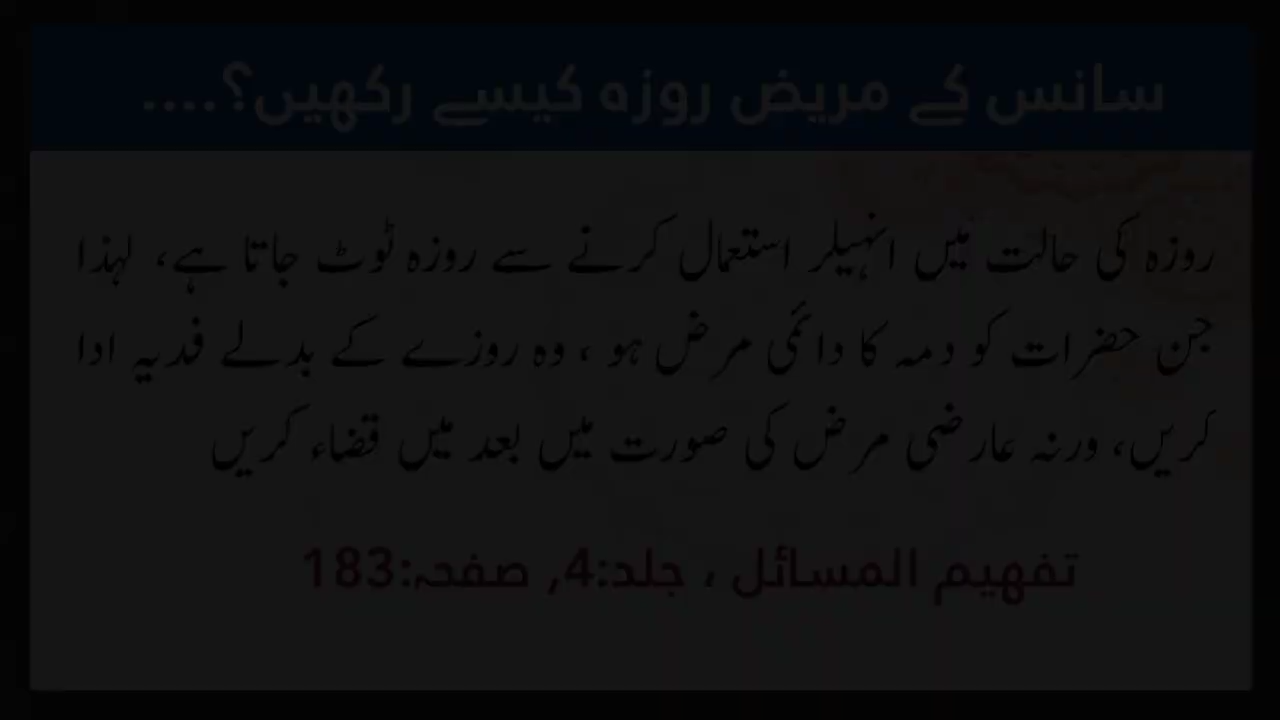 سانس کے مریض روزہ کیسے رکھیں؟....
روزہ کی حالت میں انہیلر استعمال کرنے سے روزہ ٹوٹ جاتا ہے، لہذا
جن حضرات کو دمہ کا دائمی مرض ہو ، وہ روزے کے بدلے فدیہ ادا
کریں، ورنہ عارضی مرض کی صورت میں بعد میں قضاء کریں
تفهیم المسائل ، جلد:4, صفحہ:183